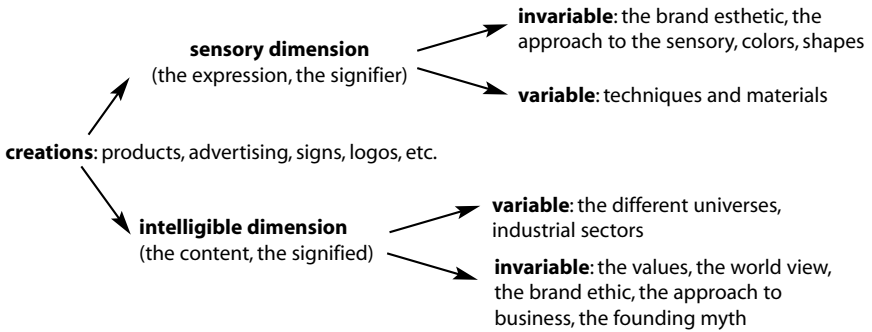 invariable: the brand esthetic, the
approach to the sensory, colors, shapes
sensory dimension
(the expression, the signifier)
variable: techniques and materials
creations: products, advertising, signs, logos, etc.
intelligible dimension
(the content, the signified)
variable: the different universes,
industrial sectors
invariable: the values, the world view,
the brand ethic, the approach to
business, the founding myth